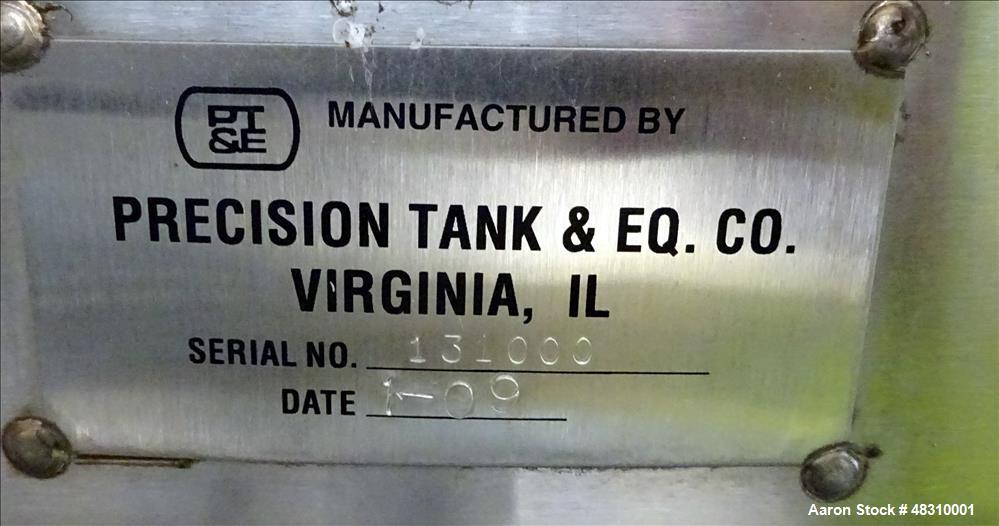 PT
&E
MANUFACTURED BY
PRECISION TANK & EQ. CO.
VIRGINIA, IL
SERIAL NO. 131000
DATE 1-09
Aaron Stock # 48310001